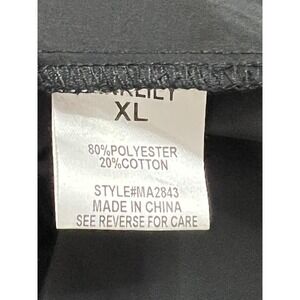 XL
80%POLYESTER
20%COTTON
STYLE#MA2843
MADE IN CHINA
SEE REVERSE FOR CARE